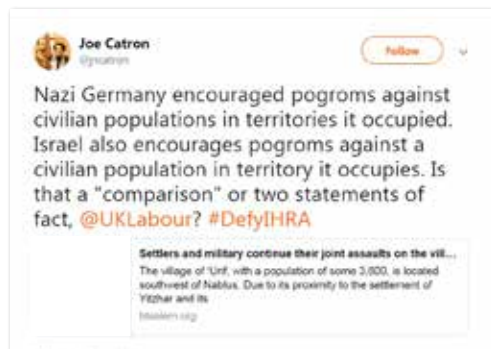 Joe Catron
@jncatron
Follow
Nazi Germany encouraged pogroms against
civilian populations in territories it occupied.
Israel also encourages pogroms against a
civilian population in territory it occupies. Is
that a "comparison" or two statements of
fact, @UKLabour? #DefyIHRA
Settlers and military continue their joint assaults on the vill...
The village of 'Urif, with a population of some 3,600, is located
southwest of Nablus. Due to its proximity to the settlement of
Yitzhar and its
btselem.org